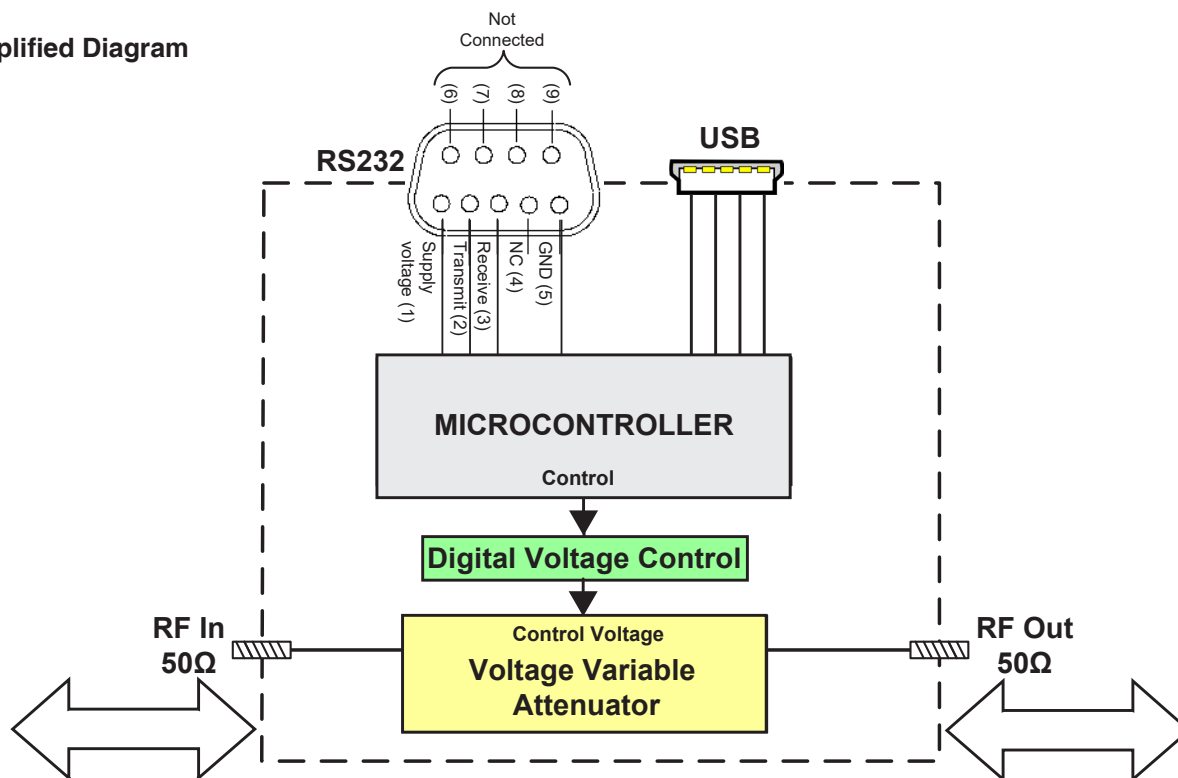 Not
Connected
plified Diagram
(6)
(7)
(8)
(9)
RS232
USB
Supply
voltage (1)
Transmit (2)
Receive (3)
NC (4)
GND (5)
MICROCONTROLLER
Control
Digital Voltage Control
RF In
50Ω
Control Voltage
Voltage Variable
Attenuator
RF Out
50Ω